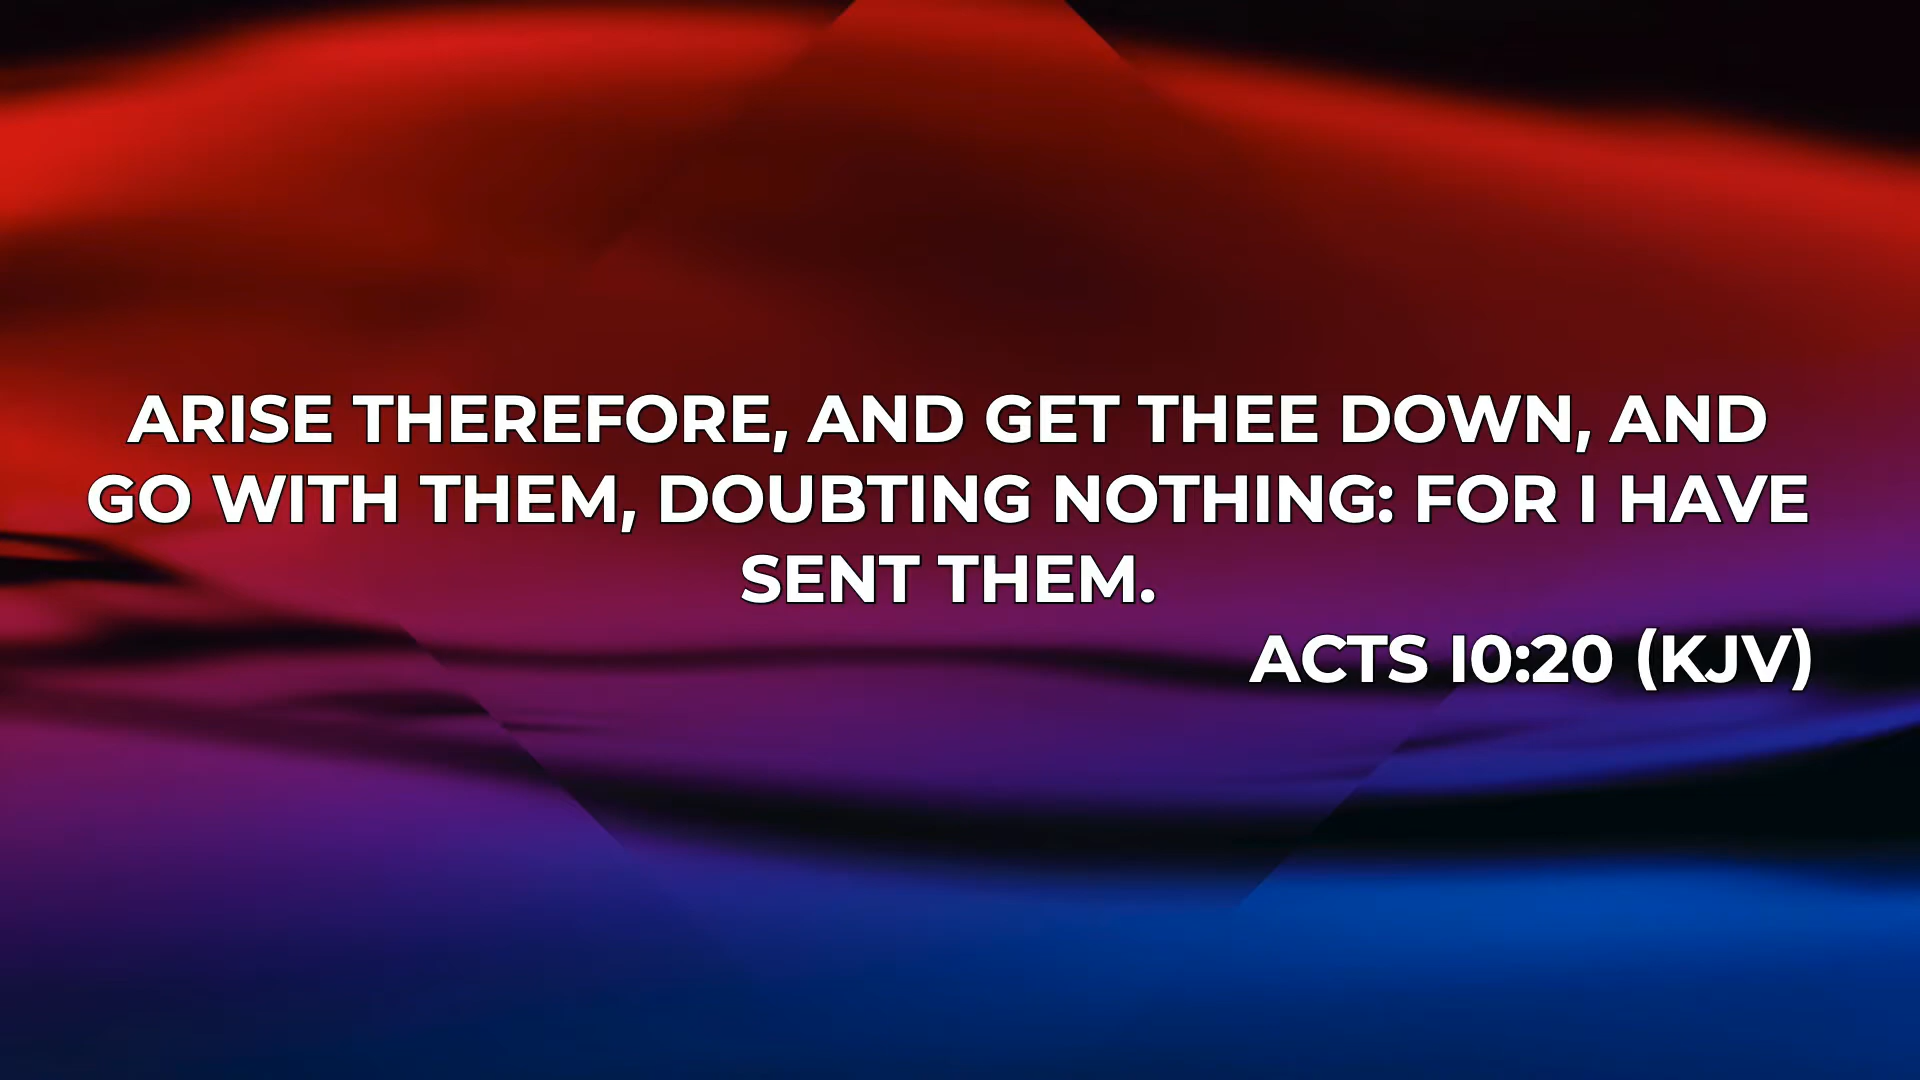 ARISE THEREFORE, AND GET THEE DOWN, AND
GO WITH THEM, DOUBTING NOTHING: FOR I HAVE
SENT THEM.
ACTS 10:20 (KJV)